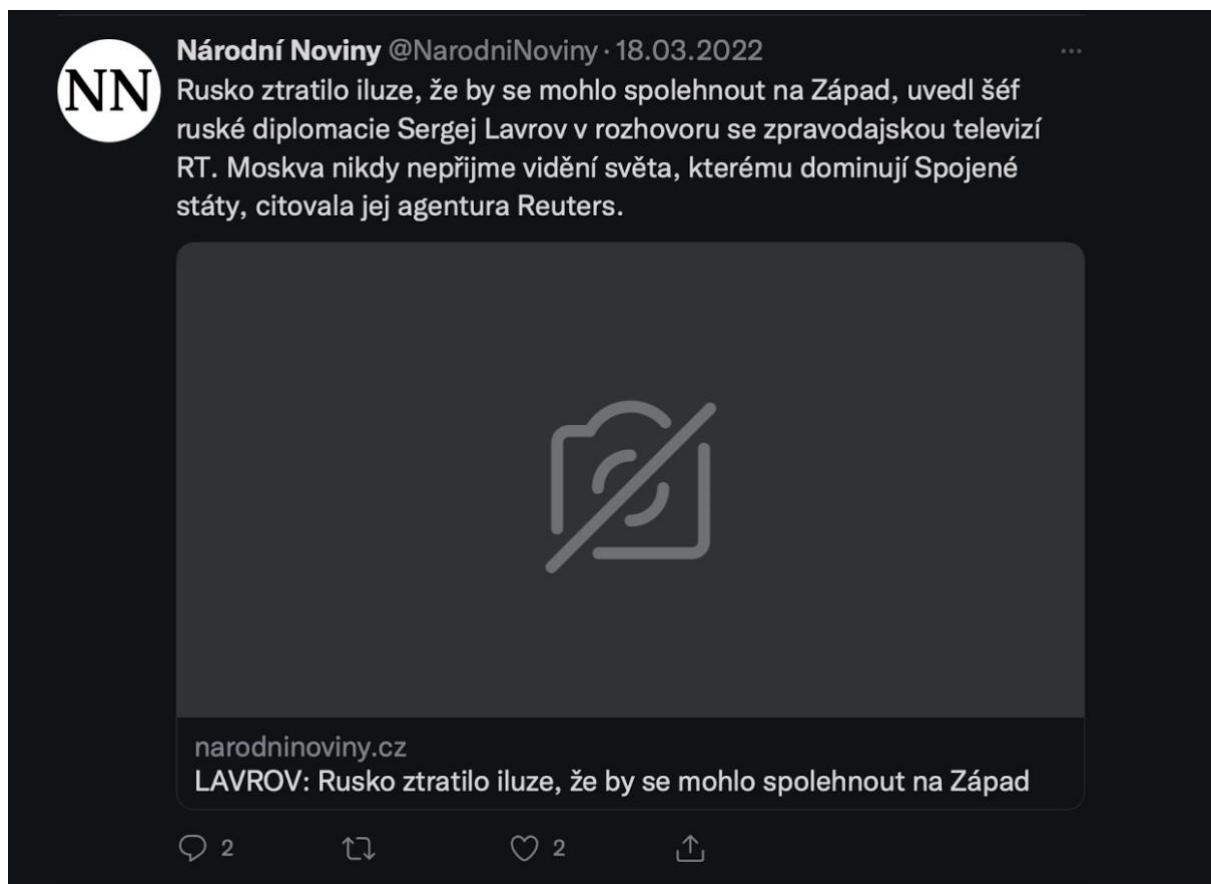 NN
Národní Noviny @NarodniNoviny · 18.03.2022
Rusko ztratilo iluze, že by se mohlo spolehnout na Západ, uvedl šéf
ruské diplomacie Sergej Lavrov v rozhovoru se zpravodajskou televizí
RT. Moskva nikdy nepřijme vidění světa, kterému dominují Spojené
státy, citovala jej agentura Reuters.
narodninoviny.cz
LAVROV: Rusko ztratilo iluze, že by se mohlo spolehnout na Západ
2 2